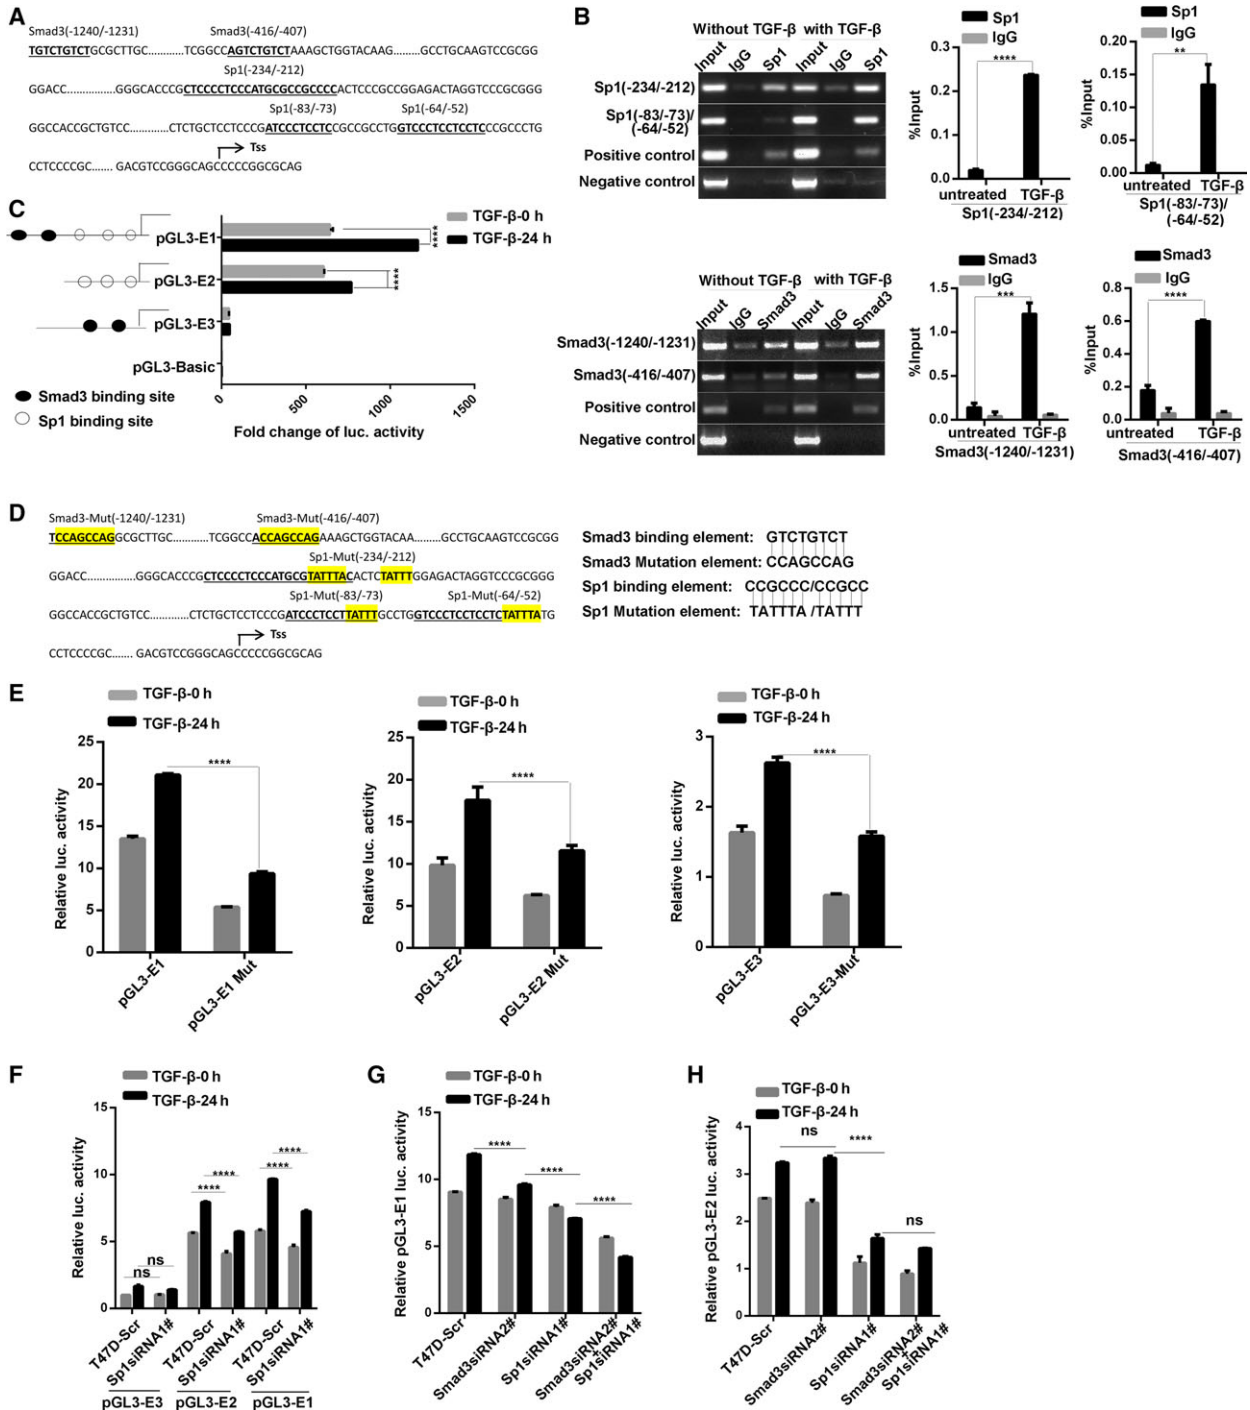 A
Smad3(-1240/-1231) Smad3(-416/-407)
TGTCTGTCTGCGCTTGC............TCGGCCAGTCTGTCTAAAGCTGGTACAAG.......GCCTGCAAGTCCGCGG
Sp1(-234/-212)
GGACC.............GGGCACCCGCTCCCCTCCCATGCGCCGCCCCACTCCCGCCGGAGACTAGGTCCCGCGGG
Sp1(-83/-73) Sp1(-64/-52)
GGCCACCGCTGTCC.............CTCTGCTCCTCCCGATCCCTCCTCCGCCGCCTGGTCCCTCCTCCTCCCGCCCTG
Tss
CCTCCCCGC....... GACGTCCGGGCAGCCCCCGGCGCAG
B
Without TGF-β with TGF-β
Input IgG Sp1 Input IgG Sp1
Sp1(-234/-212)
Sp1(-83/-73)/
(-64/-52)
Positive control
Negative control
Sp1
IgG
%Input
0.3
0.2
0.1
0.0
****
untreated TGF-β
Sp1(-234/-212)
Sp1
IgG
%Input
0.20
0.15
0.10
0.05
0.00
**
untreated TGF-β
Sp1(-83/-73)/
(-64/-52)
Without TGF-β with TGF-β
Input IgG Smad3 Input IgG Smad3
Smad3(-1240/-1231)
Smad3(-416/-407)
Positive control
Negative control
Smad3
IgG
%Input
1.5
1.0
0.5
0.0
***
untreated TGF-β
Smad3(-1240/-1231)
Smad3
IgG
%Input
0.8
0.6
0.4
0.2
0.0
****
untreated TGF-β
Smad3(-416/-407)
C
TGF-β-0 h
TGF-β-24 h
pGL3-E1
****
pGL3-E2
****
pGL3-E3
pGL3-Basic
0 500 1000 1500
Fold change of luc. activity
Smad3 binding site
Sp1 binding site
D
Smad3-Mut(-1240/-1231) Smad3-Mut(-416/-407)
TCCAGCCAGGCGCTTGC............TCGGCCACCAGCCAGAAAGCTGGTACAA.......GCCTGCAAGTCCGCGG
Sp1-Mut(-234/-212)
GGACC.............GGGCACCCGCTCCCCTCCCATGCGTATTTACACTCTATTTGGAGACTAGGTCCCGCGGG
Sp1-Mut(-83/-73) Sp1-Mut(-64/-52)
GGCCACCGCTGTCC.............CTCTGCTCCTCCCGATCCCTCCTTATTTGCCTGGTCCCTCCTCCTCTATTTATG
Tss
CCTCCCCGC....... GACGTCCGGGCAGCCCCCGGCGCAG
Smad3 binding element: GTCTGTCT
Smad3 Mutation element: CCAGCCAG
Sp1 binding element: CCGCCC/CCGCC
Sp1 Mutation element: TATTTA /TATTT
E
TGF-β-0 h
TGF-β-24 h
Relative luc. activity
25
20
15
10
5
0
****
pGL3-E1
pGL3-E1 Mut
TGF-β-0 h
TGF-β-24 h
Relative luc. activity
25
20
15
10
5
0
****
pGL3-E2
pGL3-E2 Mut
TGF-β-0 h
TGF-β-24 h
Relative luc. activity
3
2
1
0
****
pGL3-E3
pGL3-E3-Mut
F
TGF-β-0 h
TGF-β-24 h
Relative luc. activity
15
10
5
0
ns ns **** **** **** ****
T47D-Scr
Sp1siRNA1#
T47D-Scr
Sp1siRNA1#
T47D-Scr
Sp1siRNA1#
pGL3-E3 pGL3-E2 pGL3-E1
G
TGF-β-0 h
TGF-β-24 h
Relative pGL3-E1 luc. activity
15
10
5
0
**** **** ****
T47D-Scr
Smad3siRNA2#
Sp1siRNA1#
Smad3siRNA2#
+
Sp1siRNA1#
H
TGF-β-0 h
TGF-β-24 h
Relative pGL3-E2 luc. activity
4
3
2
1
0
ns **** ns
T47D-Scr
Smad3siRNA2#
Sp1siRNA1#
Smad3siRNA2#
+
Sp1siRNA1#